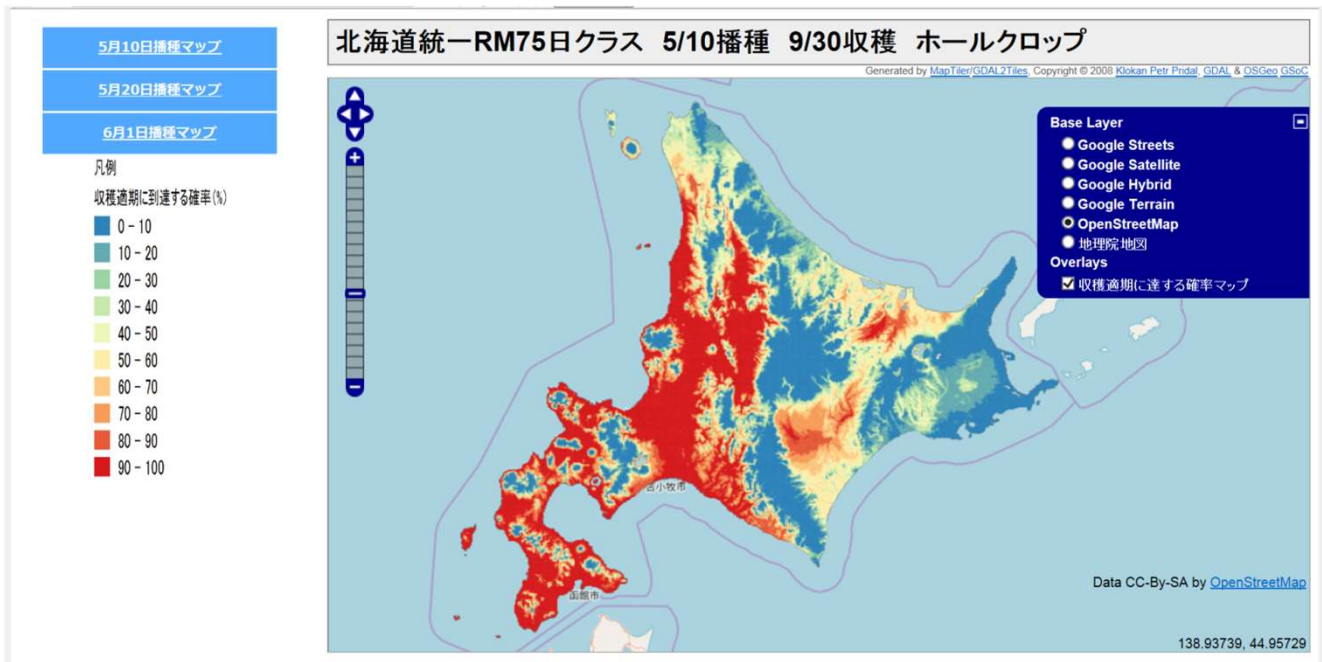 5月10日播種マップ
5月20日播種マップ
6月1日播種マップ
凡例
収穫適期に到達する確率(%)
0 - 10
10 - 20
20 - 30
30 - 40
40 - 50
50 - 60
60 - 70
70 - 80
80 - 90
90 - 100
北海道統一RM75日クラス 5/10播種 9/30収穫 ホールクロップ
Generated by MapTiler/GDAL2Tiles, Copyright © 2008 Klokan Petr Pridal, GDAL & OSGeo GSoC
Base Layer
Google Streets
Google Satellite
Google Hybrid
Google Terrain
OpenStreetMap
地理院地図
Overlays
収穫適期に達する確率マップ
苫小牧市
函館市
Data CC-By-SA by OpenStreetMap
138.93739, 44.95729